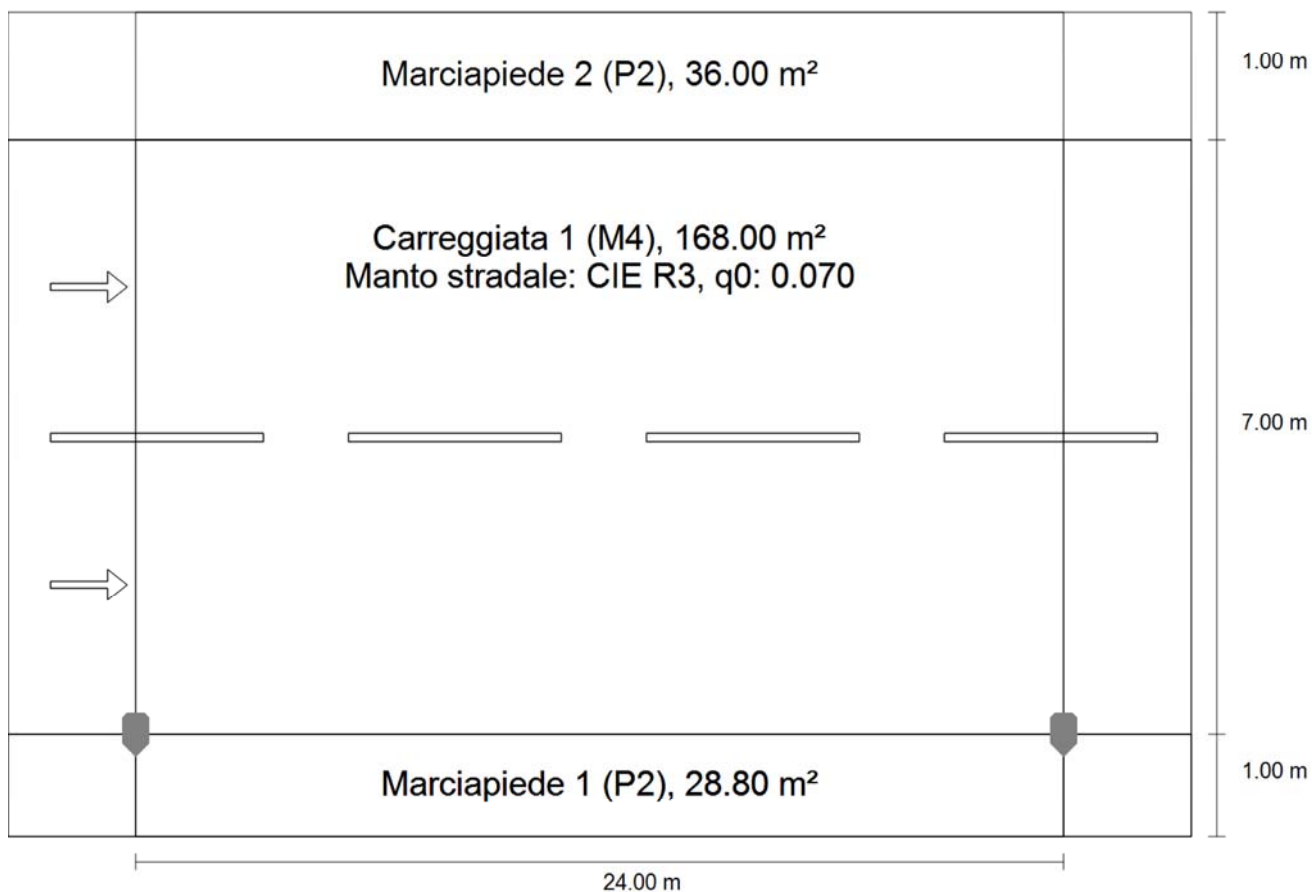 Marciapiede 2 (P2), 36.00 m²
1.00 m
Carreggiata 1 (M4), 168.00 m²
Manto stradale: CIE R3, q0: 0.070
7.00 m
Marciapiede 1 (P2), 28.80 m²
1.00 m
24.00 m